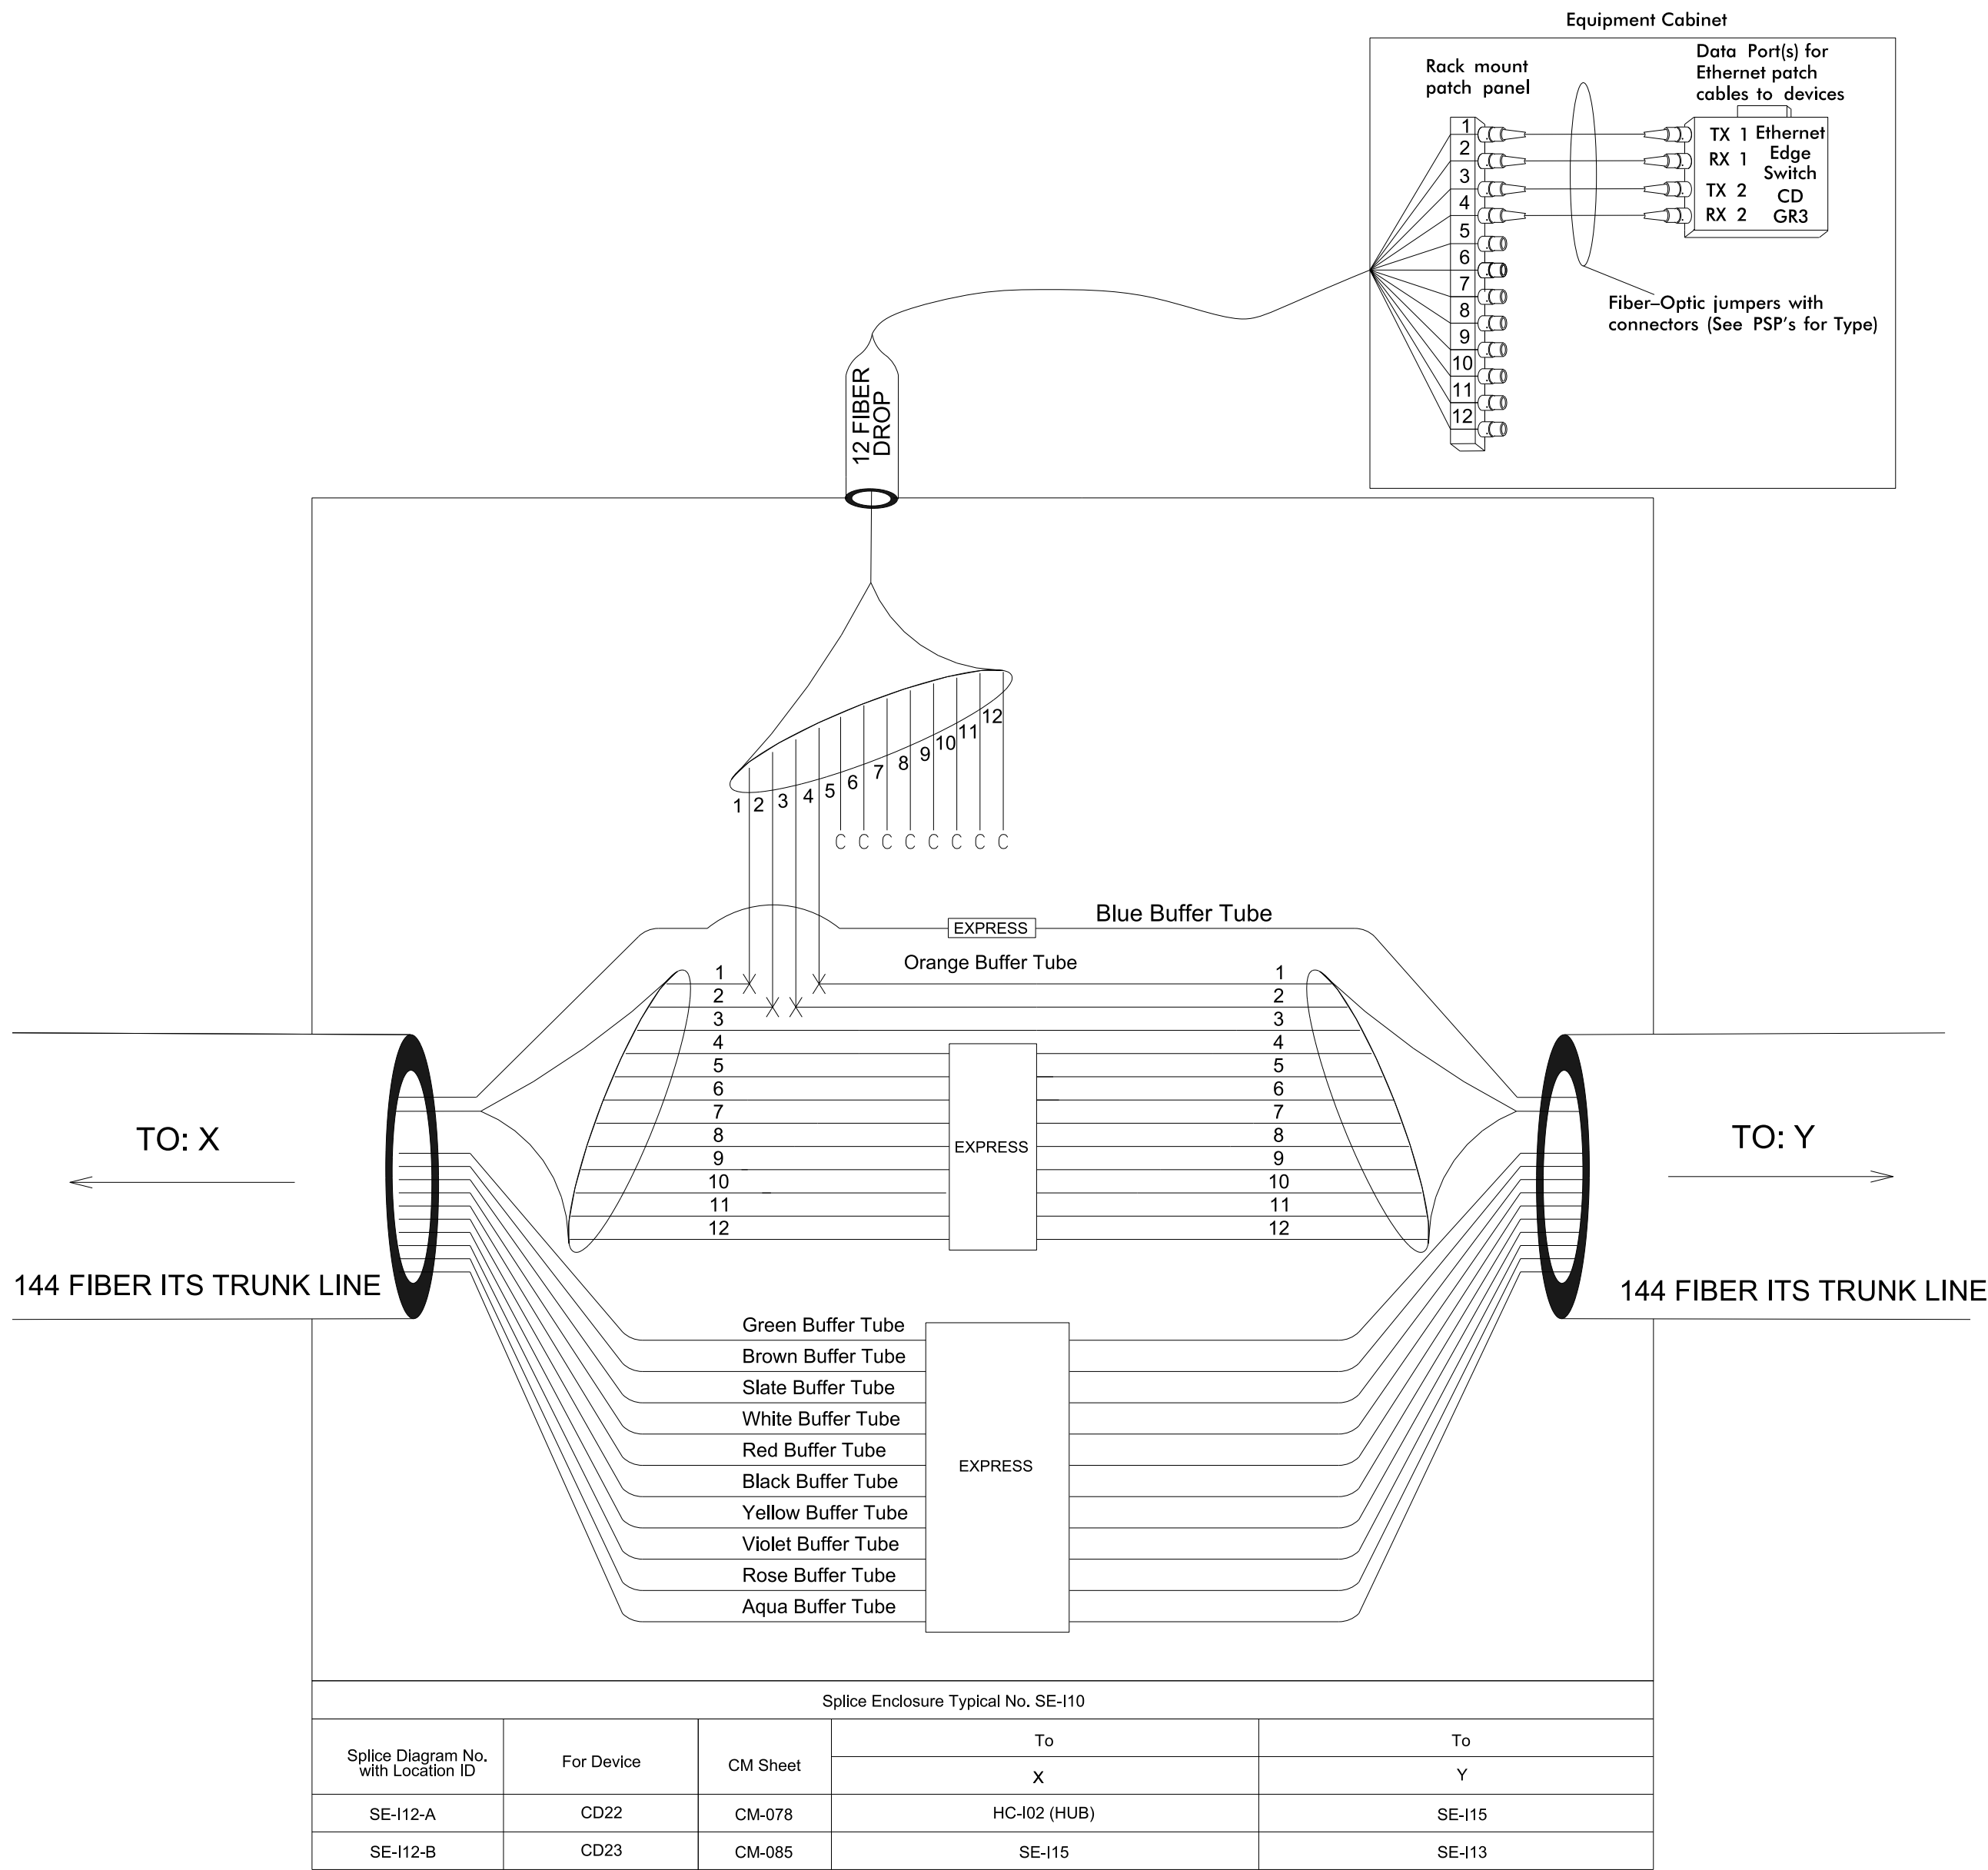 Equipment Cabinet
Rack mount
patch panel
Data Port(s) for
Ethernet patch
cables to devices
1
2
3
4
5
6
7
8
9
10
11
12
TX 1
RX 1
TX 2
RX 2
Ethernet
Edge
Switch
CD
GR3
Fiber–Optic jumpers with
connectors (See PSP's for Type)
12 FIBER
DROP
1
2
3
4
5
6
7
8
9
10
11
12
C C C C C C C C
EXPRESS
Blue Buffer Tube
Orange Buffer Tube
1 1
2 2
3 3
4 4
5 5
6 6
7 7
8 8
9 9
10 10
11 11
12 12
EXPRESS
TO: X
144 FIBER ITS TRUNK LINE
TO: Y
144 FIBER ITS TRUNK LINE
Green Buffer Tube
Brown Buffer Tube
Slate Buffer Tube
White Buffer Tube
Red Buffer Tube
Black Buffer Tube
Yellow Buffer Tube
Violet Buffer Tube
Rose Buffer Tube
Aqua Buffer Tube
EXPRESS
Splice Enclosure Typical No. SE-I10
Splice Diagram No.
with Location ID
For Device
CM Sheet
To
X
To
Y
SE-I12-A CD22 CM-078 HC-I02 (HUB) SE-I15
SE-I12-B CD23 CM-085 SE-I15 SE-I13